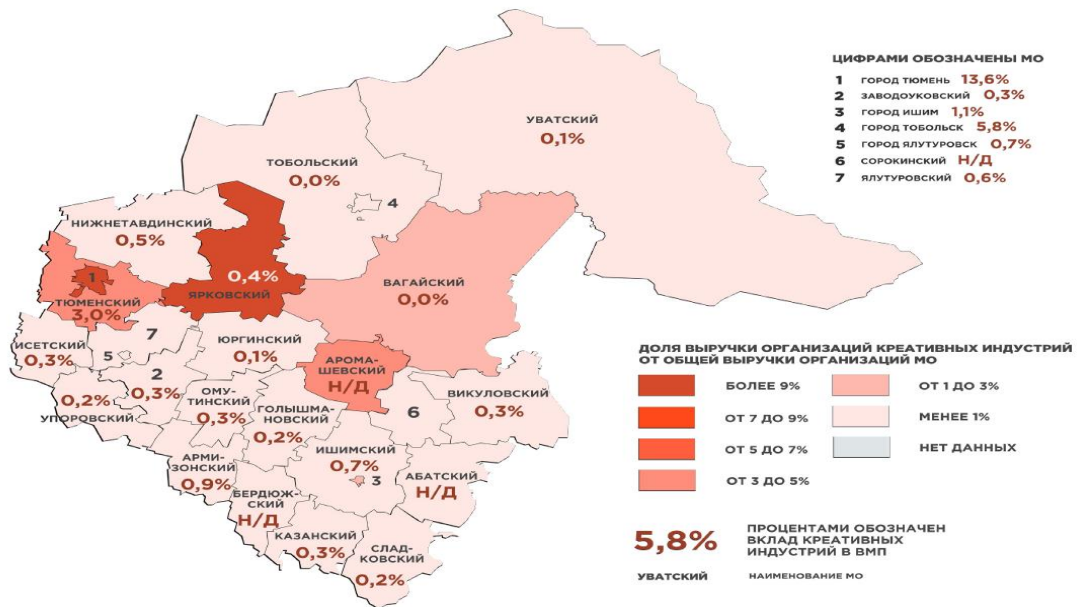 ЦИФРАМИ ОБОЗНАЧЕНЫ МО
1 ГОРОД ТЮМЕНЬ 13,6%
2 ЗАВОДОУКОВСКИЙ 0,3%
3 ГОРОД ИШИМ 1,1%
4 ГОРОД ТОБОЛЬСК 5,8%
5 ГОРОД ЯЛУТУРОВСК 0,7%
6 СОРОКИНСКИЙ Н/Д
7 ЯЛУТУРОВСКИЙ 0,6%
УВАТСКИЙ
0,1%
ТОБОЛЬСКИЙ
0,0%
4
НИЖНЕТАВДИНСКИЙ
0,5%
1
ТЮМЕНСКИЙ
3,0%
0,4%
ЯРКОВСКИЙ
ВАГАЙСКИЙ
0,0%
7
ИСЕТСКИЙ
0,3%
5
ЮРГИНСКИЙ
0,1%
АРОМА-
ШЕВСКИЙ
Н/Д
2
0,3%
0,2%
УПОРОВСКИЙ
ОМУ-
ТИНСКИЙ
0,3%
ГОЛЫШМА-
НОВСКИЙ
0,2%
6
ВИКУЛОВСКИЙ
0,3%
ИШИМСКИЙ
0,7%
3
АРМИ-
ЗОНСКИЙ
0,9%
БЕРДЮЖ-
СКИЙ
Н/Д
АБАТСКИЙ
Н/Д
КАЗАНСКИЙ
0,3%
СЛАД-
КОВСКИЙ
0,2%
ДОЛЯ ВЫРУЧКИ ОРГАНИЗАЦИЙ КРЕАТИВНЫХ ИНДУСТРИЙ
ОТ ОБЩЕЙ ВЫРУЧКИ ОРГАНИЗАЦИЙ МО
БОЛЕЕ 9%
ОТ 7 ДО 9%
ОТ 5 ДО 7%
ОТ 3 ДО 5%
ОТ 1 ДО 3%
МЕНЕЕ 1%
НЕТ ДАННЫХ
5,8%
ПРОЦЕНТАМИ ОБОЗНАЧЕН
ВКЛАД КРЕАТИВНЫХ
ИНДУСТРИЙ В ВМП
УВАТСКИЙ НАИМЕНОВАНИЕ МО